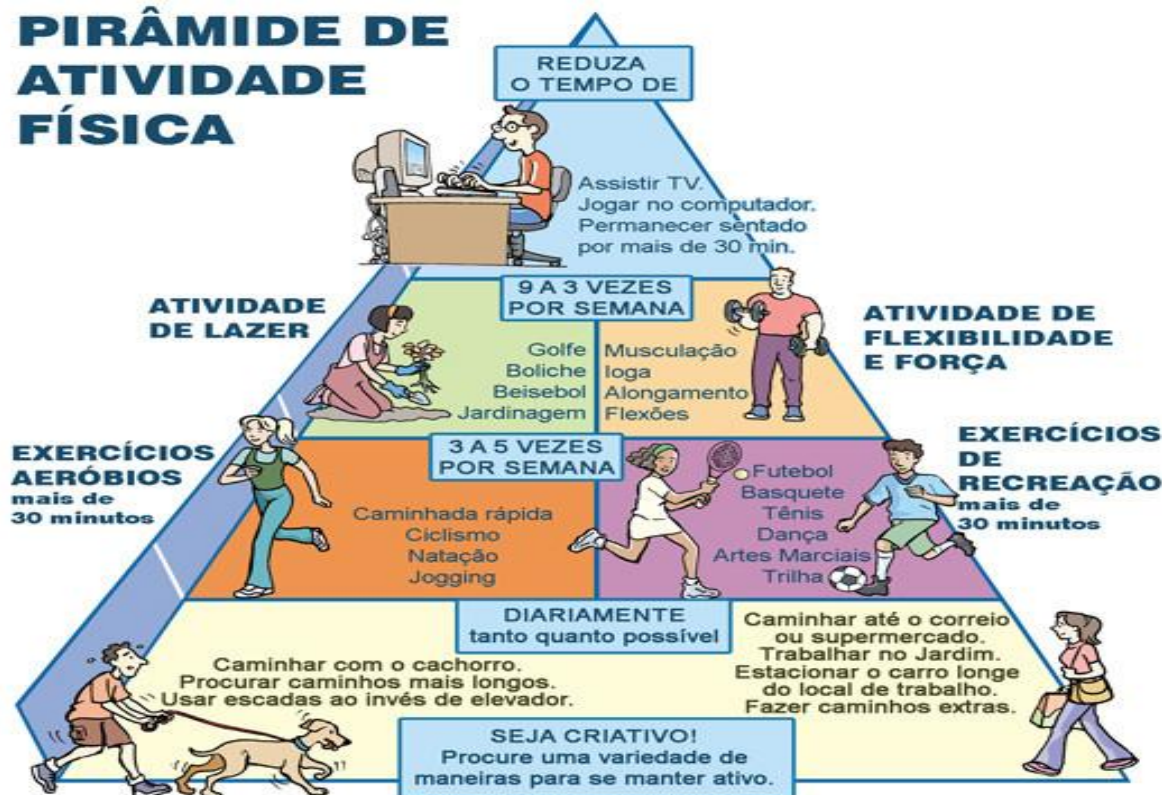 PIRÂMIDE DE
ATIVIDADE
FÍSICA
REDUZA
O TEMPO DE
Assistir TV.
Jogar no computador.
Permanecer sentado
por mais de 30 min.
9 A 3 VEZES
POR SEMANA
ATIVIDADE
DE LAZER
Golfe
Boliche
Beisebol
Jardinagem
Musculação
Ioga
Alongamento
Flexões
ATIVIDADE DE
FLEXIBILIDADE
E FORÇA
3 A 5 VEZES
POR SEMANA
EXERCÍCIOS
AERÓBIOS
mais de
30 minutos
Caminhada rápida
Ciclismo
Natação
Jogging
Futebol
Basquete
Tênis
Dança
Artes Marciais
Trilha
EXERCÍCIOS
DE
RECREAÇÃO
mais de
30 minutos
DIARIAMENTE
tanto quanto possível
Caminhar com o cachorro.
Procurar caminhos mais longos.
Usar escadas ao invés de elevador.
Caminhar até o correio
ou supermercado.
Trabalhar no Jardim.
Estacionar o carro longe
do local de trabalho.
Fazer caminhos extras.
SEJA CRIATIVO!
Procure uma variedade de
maneiras para se manter ativo.